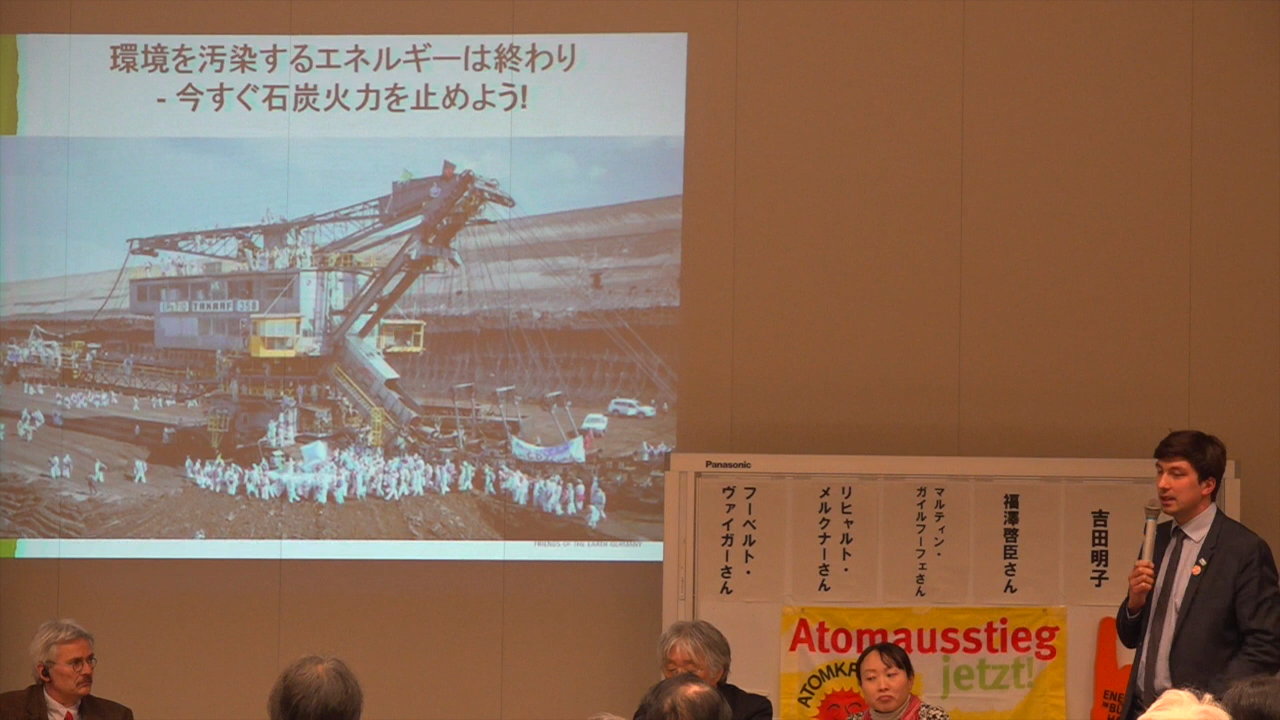 環境を汚染するエネルギーは終わり
- 今すぐ石炭火力を止めよう!
TAKRAF
FRIENDS OF THE EARTH GERMANY
Panasonic
フーベルト・
ヴァイガーさん
リヒャルト・
メルクナーさん
マルティン・
ガイルフーフェさん
福澤啓臣さん
吉田明子
Atomausstieg
jetzt!